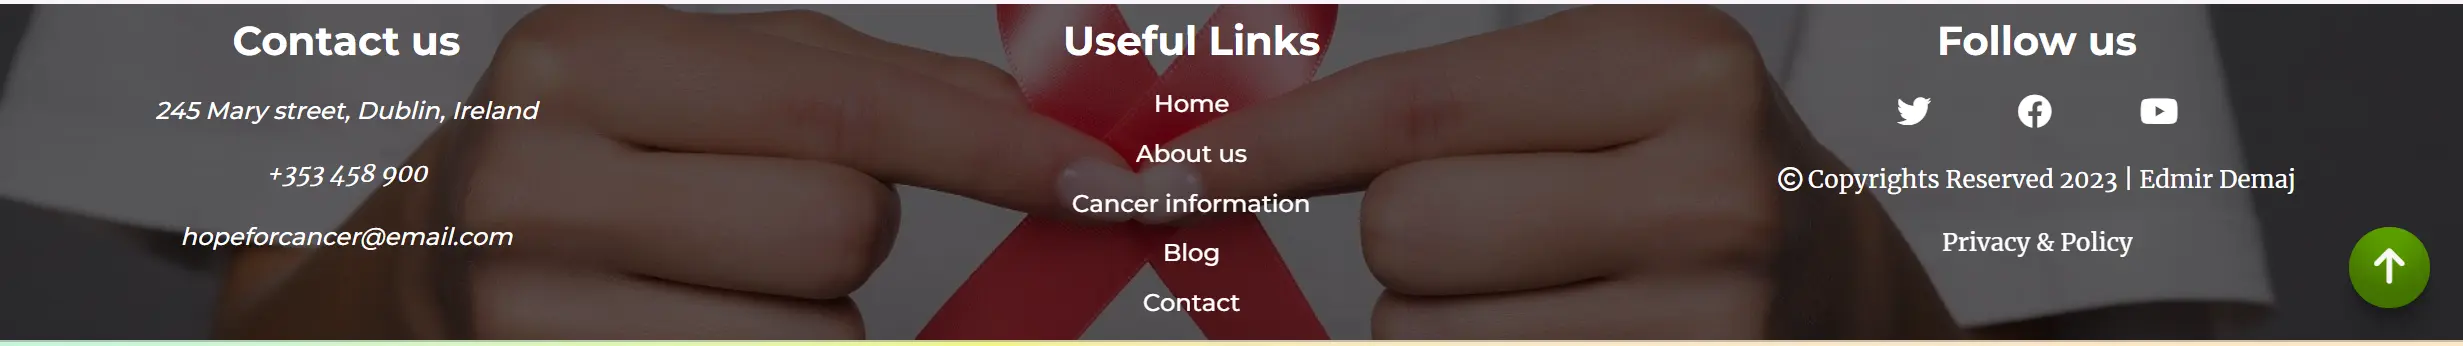 Contact us
245 Mary street, Dublin, Ireland
+353 458 900
hopeforcancer@email.com
Useful Links
Home
About us
Cancer information
Blog
Contact
Follow us
© Copyrights Reserved 2023 | Edmir Demaj
Privacy & Policy